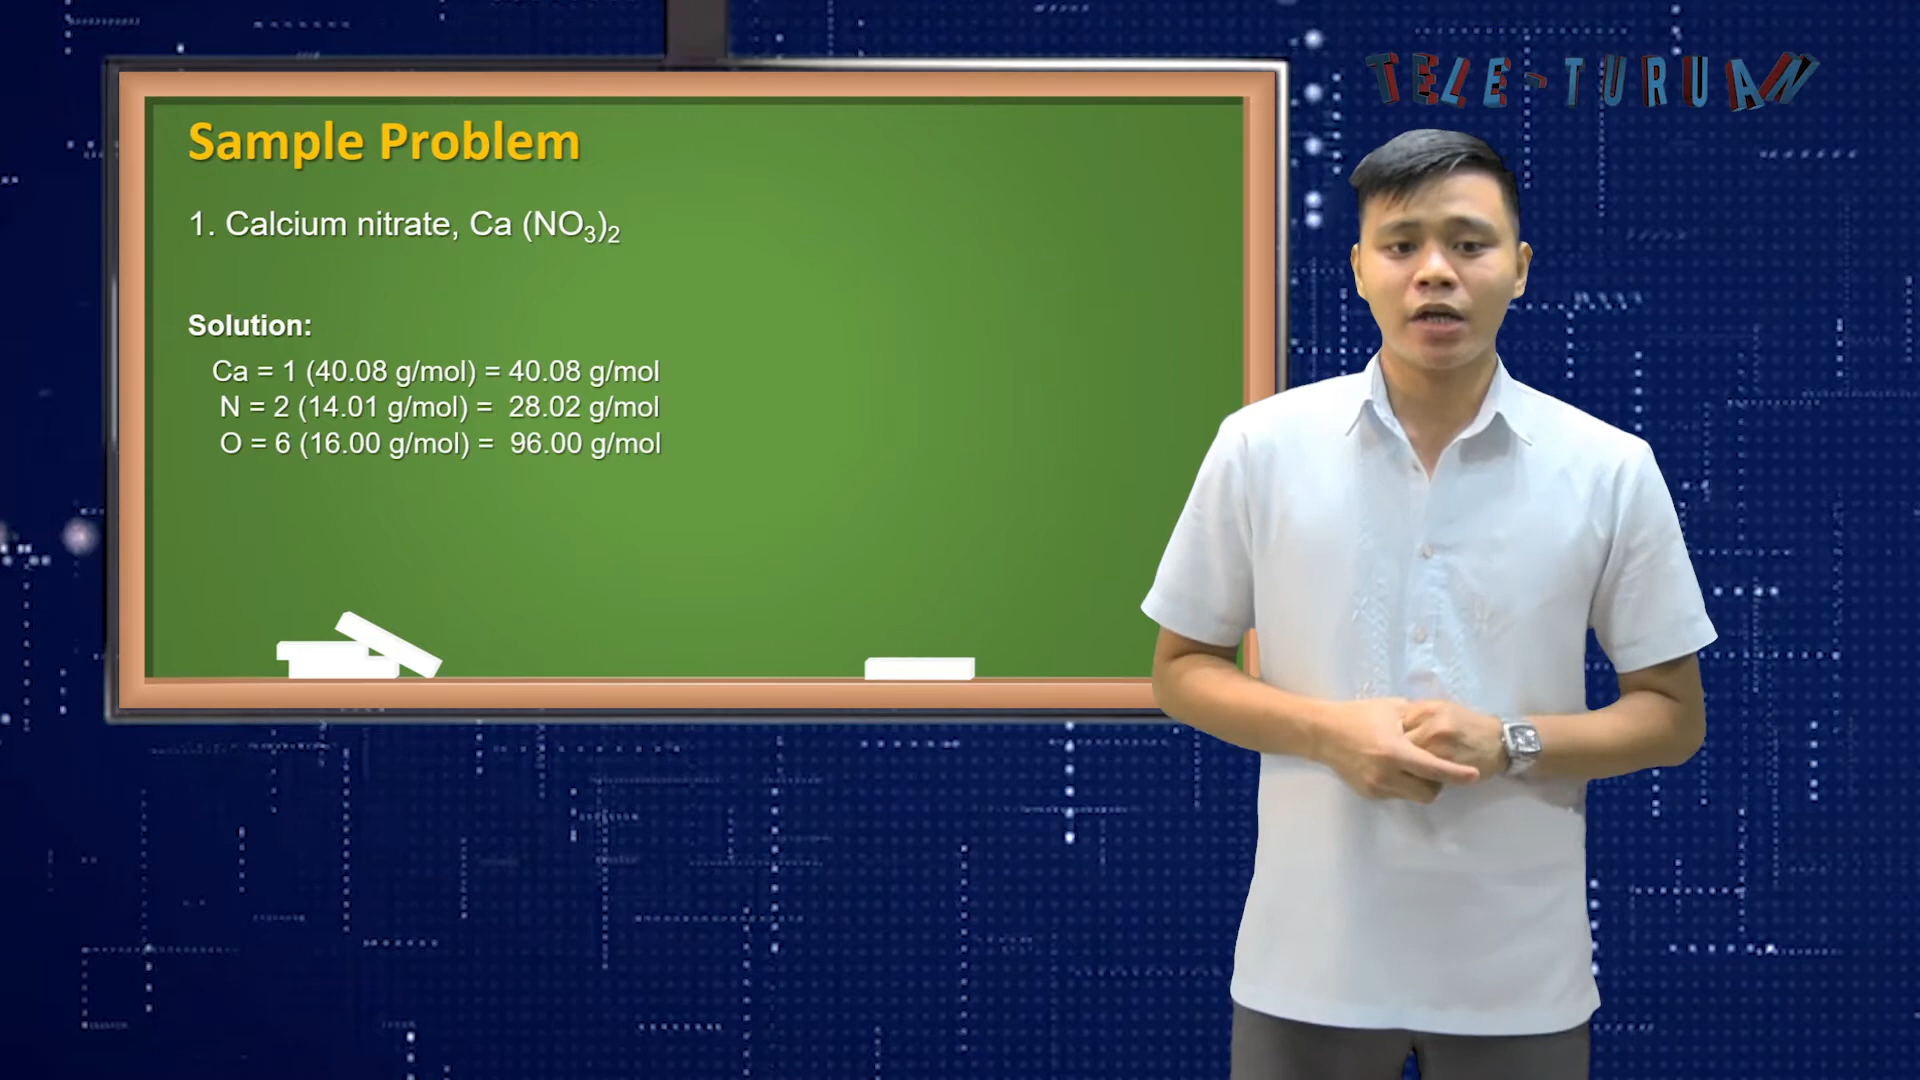 TELE-TURUAN
Sample Problem
1. Calcium nitrate, Ca (NO₃)₂
Solution:
Ca = 1 (40.08 g/mol) = 40.08 g/mol
N = 2 (14.01 g/mol) = 28.02 g/mol
O = 6 (16.00 g/mol) = 96.00 g/mol